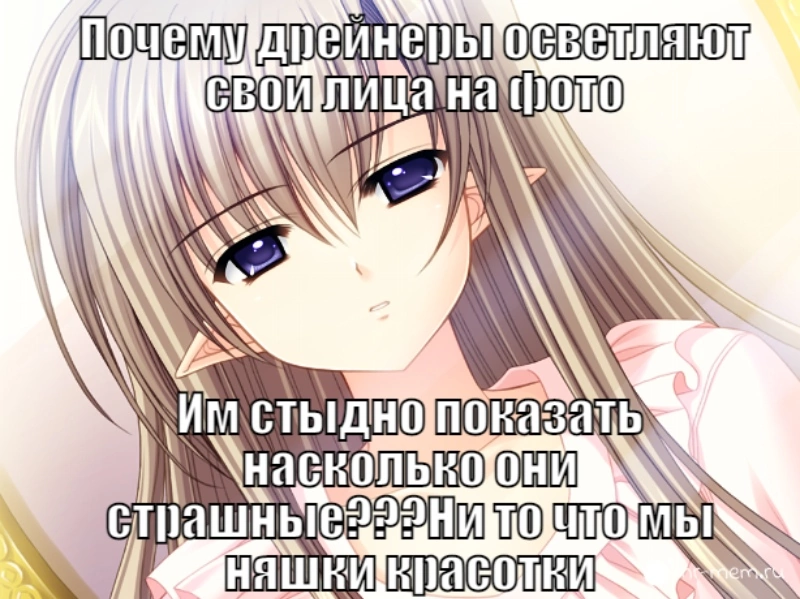 Почему дрейнеры осветляют
свои лица на фото
Им стыдно показать
насколько они
страшные???Ни то что мы
няшки красотки